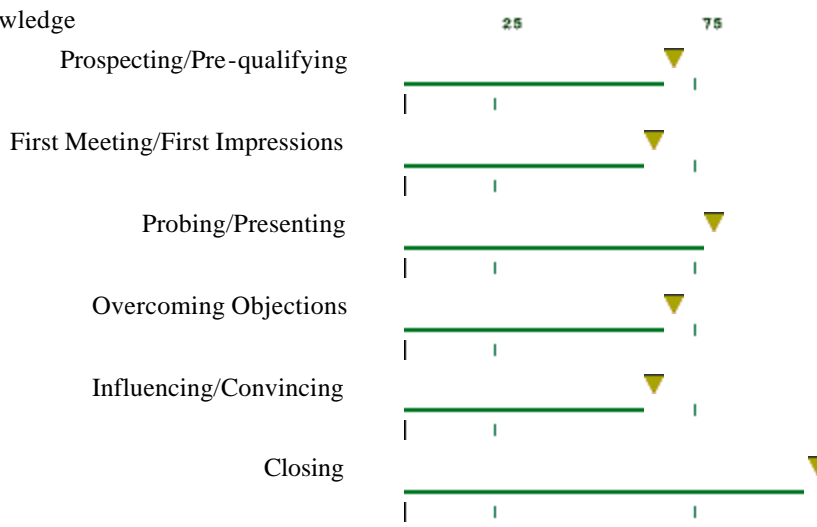 wledge
25 75
Prospecting/Pre-qualifying
First Meeting/First Impressions
Probing/Presenting
Overcoming Objections
Influencing/Convincing
Closing